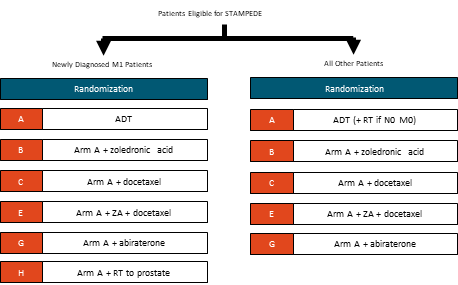 Patients Eligible for STAMPEDE
Newly Diagnosed M1 Patients
Randomization
A ADT
B Arm A + zoledronic acid
C Arm A + docetaxel
E Arm A + ZA + docetaxel
G Arm A + abiraterone
H Arm A + RT to prostate
All Other Patients
Randomization
A ADT (+ RT if N0 M0)
B Arm A + zoledronic acid
C Arm A + docetaxel
E Arm A + ZA + docetaxel
G Arm A + abiraterone